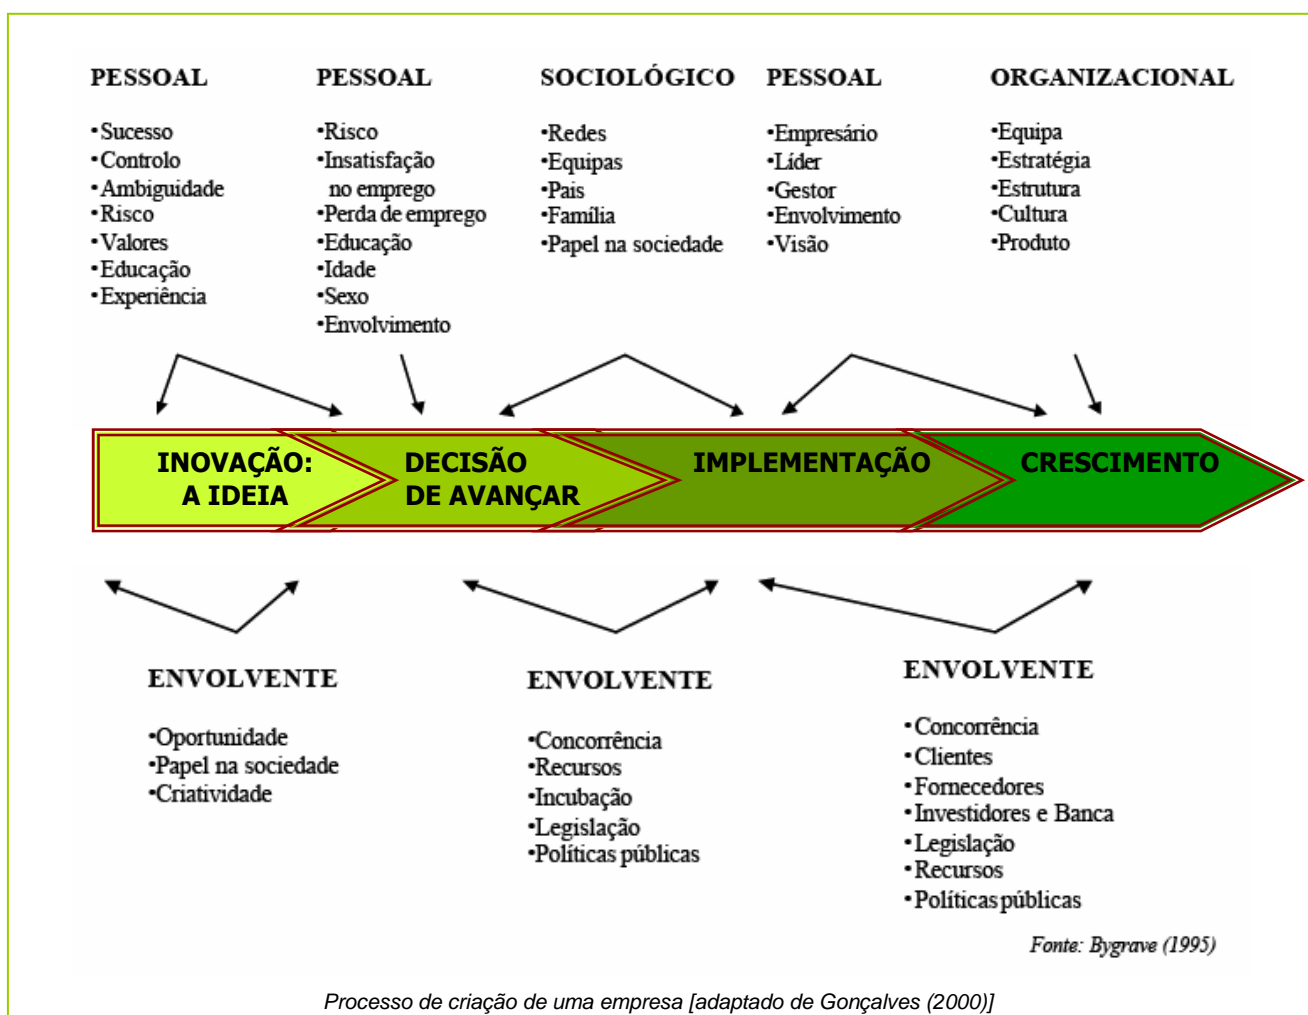 PESSOAL
•Sucesso
•Controlo
•Ambiguidade
•Risco
•Valores
•Educação
•Experiência
PESSOAL
•Risco
•Insatisfação
no emprego
•Perda de emprego
•Educação
•Idade
•Sexo
•Envolvimento
SOCIOLÓGICO
•Redes
•Equipas
•Pais
•Família
•Papel na sociedade
PESSOAL
•Empresário
•Líder
•Gestor
•Envolvimento
•Visão
ORGANIZACIONAL
•Equipa
•Estratégia
•Estrutura
•Cultura
•Produto
INOVAÇÃO:
A IDEIA
DECISÃO
DE AVANÇAR
IMPLEMENTAÇÃO
CRESCIMENTO
ENVOLVENTE
•Oportunidade
•Papel na sociedade
•Criatividade
ENVOLVENTE
•Concorrência
•Recursos
•Incubação
•Legislação
•Políticas públicas
ENVOLVENTE
•Concorrência
•Clientes
•Fornecedores
•Investidores e Banca
•Legislação
•Recursos
•Políticas públicas
Fonte: Bygrave (1995)
Processo de criação de uma empresa [adaptado de Gonçalves (2000)]